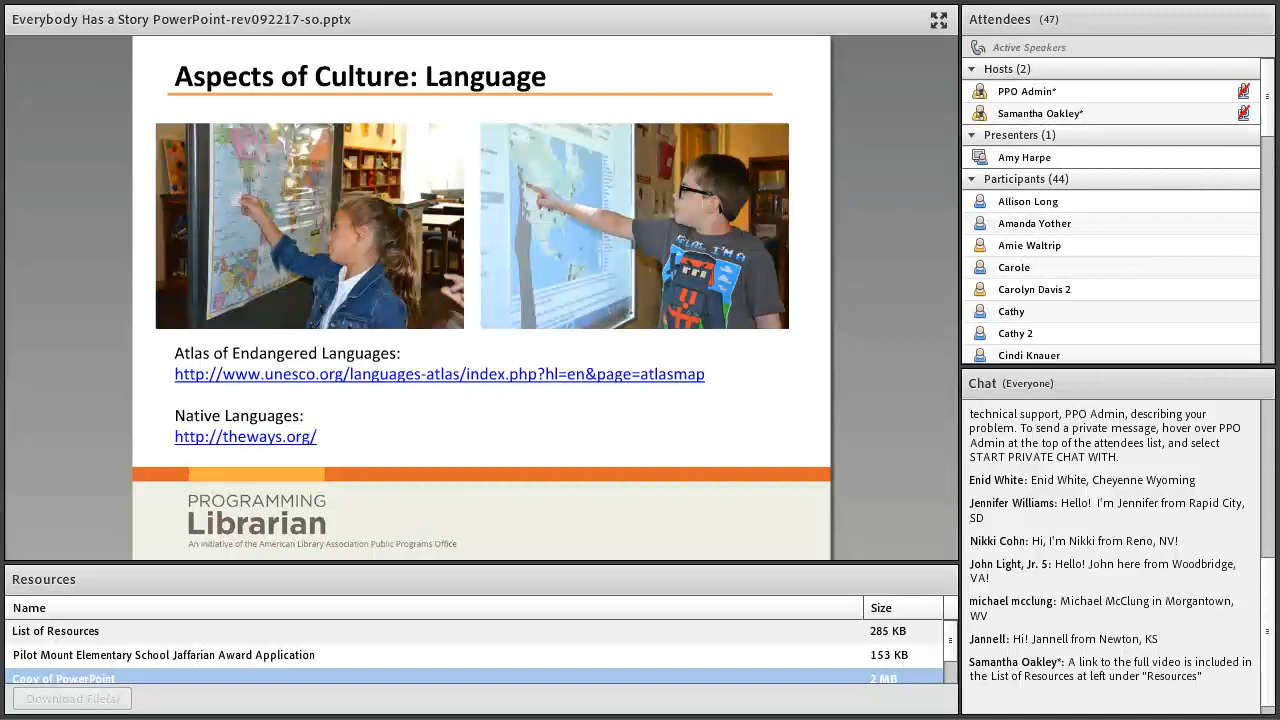 Everybody Has a Story PowerPoint-rev092217-so.pptx
Aspects of Culture: Language
Atlas of Endangered Languages:
http://www.unesco.org/languages-atlas/index.php?hl=en&page=atlasmap
Native Languages:
http://theways.org/
PROGRAMMING
Librarian
An initiative of the American Library Association Public Programs Office
Resources
Name Size
List of Resources 285 KB
Pilot Mount Elementary School Jaffarian Award Application 153 KB
Copy of PowerPoint 2 MB
Download File(s)
Attendees (47)
Active Speakers
Hosts (2)
PPO Admin*
Samantha Oakley*
Presenters (1)
Amy Harpe
Participants (44)
Allison Long
Amanda Yother
Amie Waltrip
Carole
Carolyn Davis 2
Cathy
Cathy 2
Cindi Knauer
Chat (Everyone)
technical support, PPO Admin, describing your
problem. To send a private message, hover over PPO
Admin at the top of the attendees list, and select
START PRIVATE CHAT WITH.
Enid White: Enid White, Cheyenne Wyoming
Jennifer Williams: Hello! I'm Jennifer from Rapid City,
SD
Nikki Cohn: Hi, I'm Nikki from Reno, NV!
John Light, Jr. 5: Hello! John here from Woodbridge,
VA!
michael mcclung: Michael McClung in Morgantown,
WV
Jannell: Hi! Jannell from Newton, KS
Samantha Oakley*: A link to the full video is included in
the List of Resources at left under "Resources"